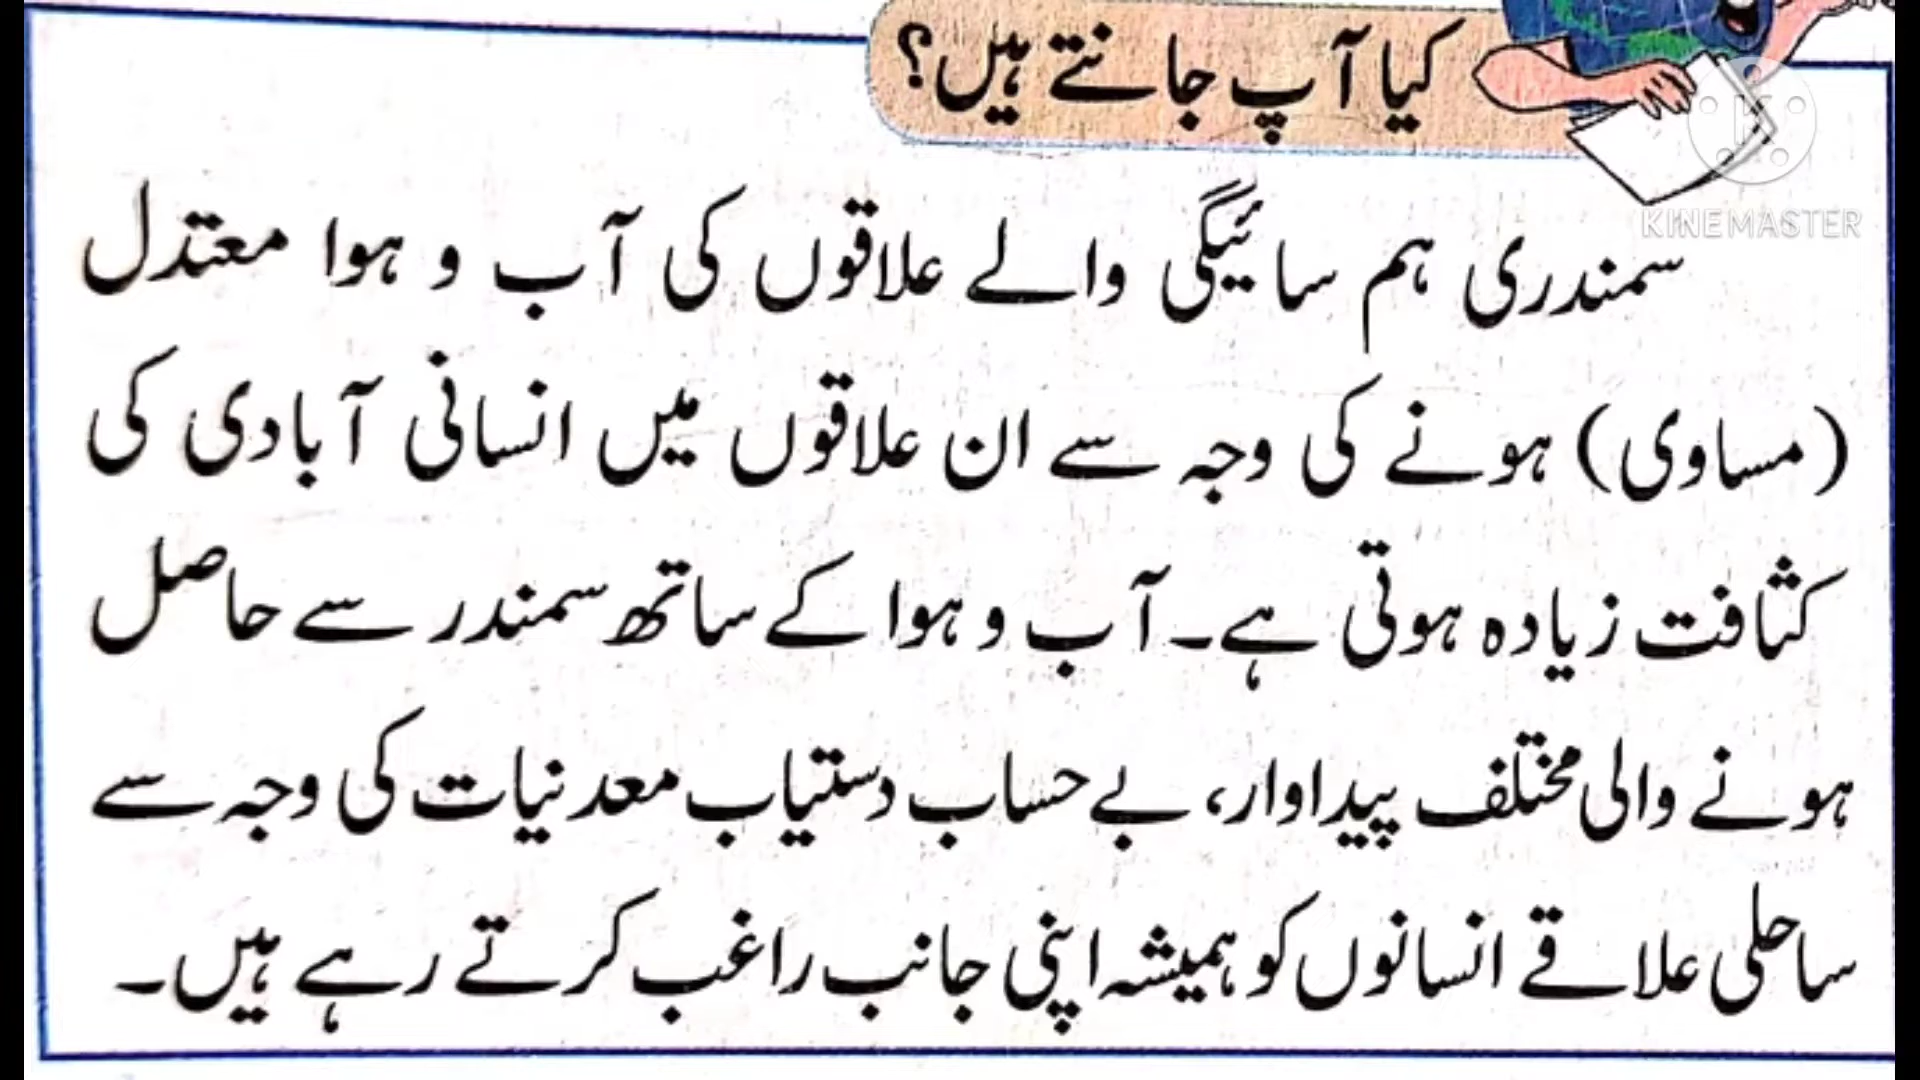 کیا آپ جانتے ہیں؟
KINEMASTER
سمندری ہم سائیگی والے علاقوں کی آب و ہوا معتدل
(مساوی) ہونے کی وجہ سے ان علاقوں میں انسانی آبادی کی
کثافت زیادہ ہوتی ہے۔ آب و ہوا کے ساتھ سمندر سے حاصل
ہونے والی مختلف پیداوار، بے حساب دستیاب معدنیات کی وجہ سے
ساحلی علاقے انسانوں کو ہمیشہ اپنی جانب راغب کرتے رہے ہیں۔